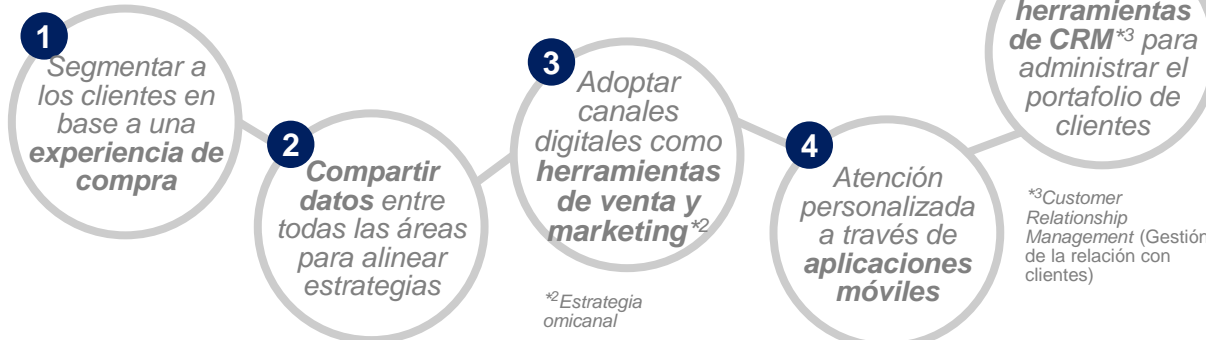 1
Segmentar a
los clientes en
base a una
experiencia de
compra
2
Compartir
datos entre
todas las áreas
para alinear
estrategias
3
Adoptar
canales
digitales como
herramientas
de venta y
marketing*2
*2Estrategia
omicanal
4
Atención
personalizada
a través de
aplicaciones
móviles
herramientas
de CRM*3 para
administrar el
portafolio de
clientes
*3Customer
Relationship
Management (Gestión
de la relación con
clientes)